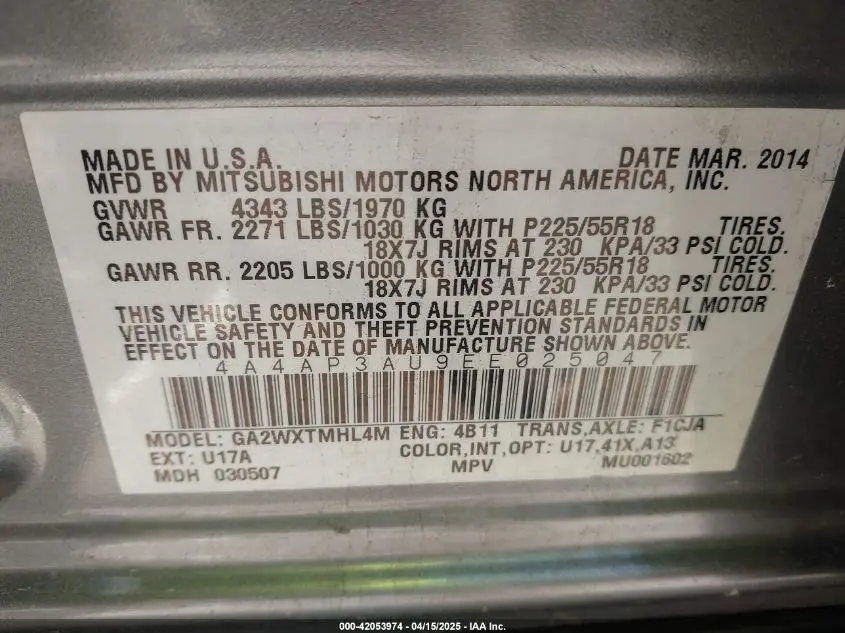 MADE IN U.S.A. DATE MAR. 2014
MFD BY MITSUBISHI MOTORS NORTH AMERICA, INC.
GVWR 4343 LBS/1970 KG
GAWR FR. 2271 LBS/1030 KG WITH P225/55R18 TIRES.
18X7J RIMS AT 230 KPA/33 PSI COLD.
GAWR RR. 2205 LBS/1000 KG WITH P225/55R18 TIRES.
18X7J RIMS AT 230 KPA/33 PSI COLD.
THIS VEHICLE CONFORMS TO ALL APPLICABLE FEDERAL MOTOR
VEHICLE SAFETY AND THEFT PREVENTION STANDARDS IN
EFFECT ON THE DATE OF MANUFACTURE SHOWN ABOVE.
4A4AP3AU9EE025047
MODEL: GA2WXTMHL4M ENG: 4B11 TRANS,AXLE: F1CJA
EXT: U17A COLOR,INT,OPT: U17,41X,A13
MDH 030507 MPV MU001602
000-42053974 - 04/15/2025 - IAA Inc.